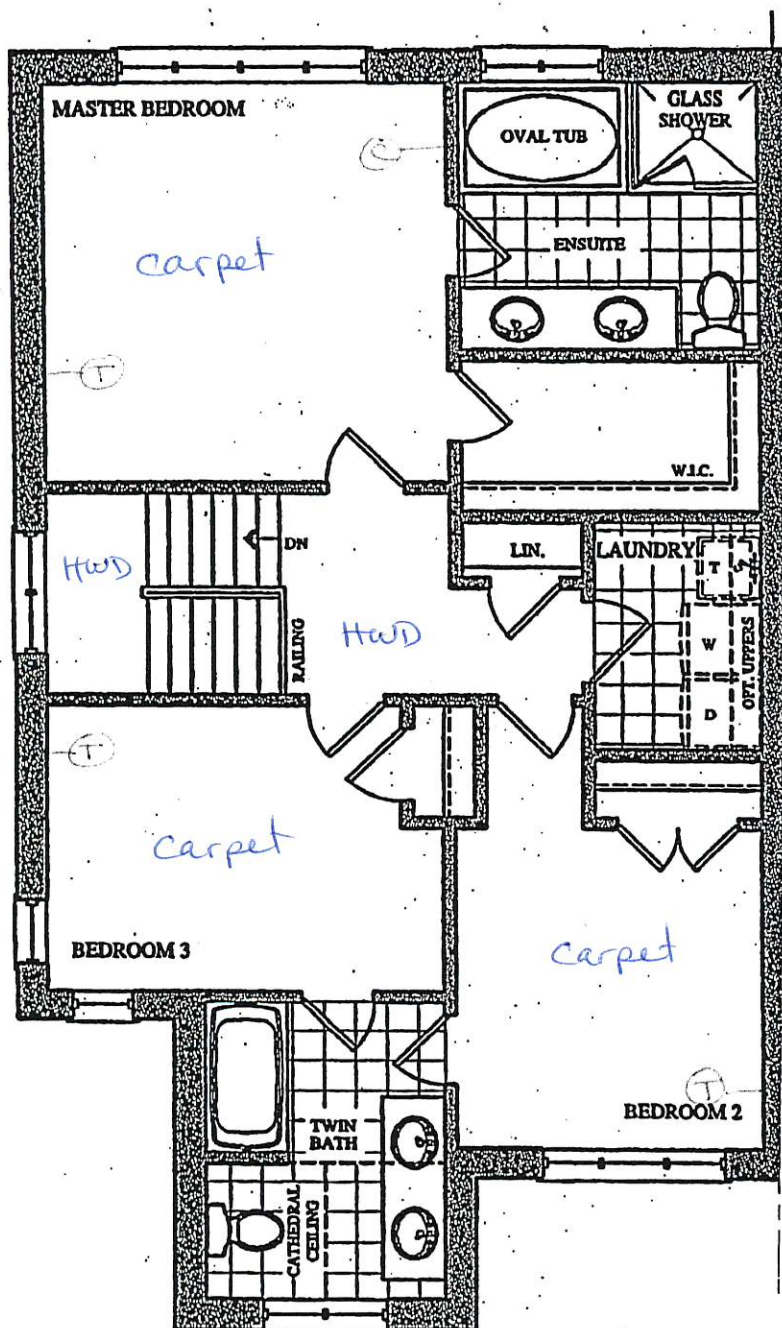 MASTER BEDROOM
C
OVAL TUB
GLASS
SHOWER
Carpet
ENSUITE
T
W.I.C.
DN
HWD
RAILING
HWD
LIN.
LAUNDRY
T
W
D
OPT. UPPERS
T
Carpet
BEDROOM 3
Carpet
T
BEDROOM 2
TWIN
BATH
CATHEDRAL
CEILING